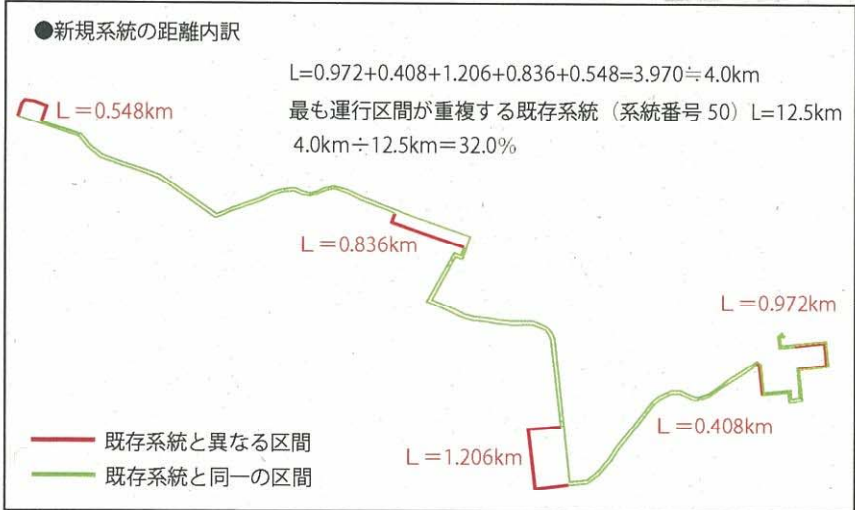 ●新規系統の距離内訳
L=0.972+0.408+1.206+0.836+0.548=3.970≒4.0km
最も運行区間が重複する既存系統（系統番号 50）L=12.5km
4.0km÷12.5km＝32.0%
L＝0.548km
L＝0.836km
L＝0.972km
L＝0.408km
L＝1.206km
既存系統と異なる区間
既存系統と同一の区間